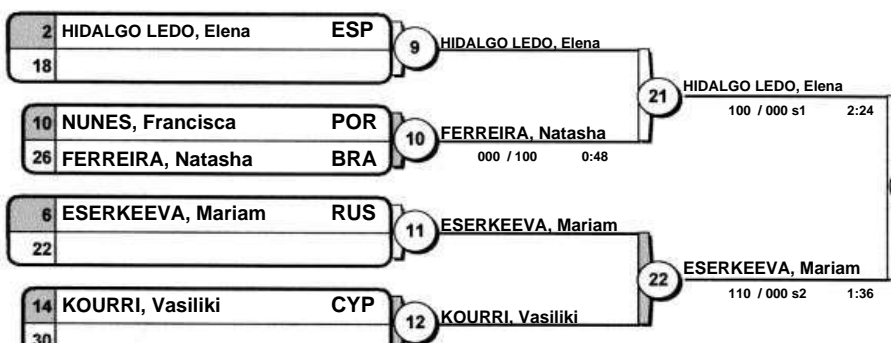 2 HIDALGO LEDO, Elena ESP
18
9 HIDALGO LEDO, Elena
21 HIDALGO LEDO, Elena
100 / 000 s1 2:24
10 NUNES, Francisca POR
26 FERREIRA, Natasha BRA
10 FERREIRA, Natasha
000 / 100 0:48
6 ESERKEEVA, Mariam RUS
22
11 ESERKEEVA, Mariam
22 ESERKEEVA, Mariam
110 / 000 s2 1:36
14 KOURRI, Vasiliki CYP
30
12 KOURRI, Vasiliki